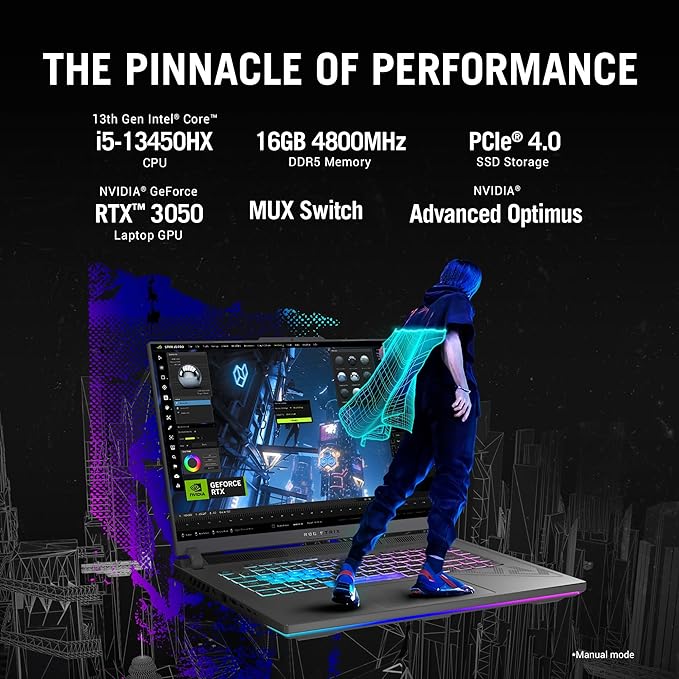 THE PINNACLE OF PERFORMANCE
13th Gen Intel® Core™
i5-13450HX
CPU
16GB 4800MHz
DDR5 Memory
PCIe® 4.0
SSD Storage
NVIDIA® GeForce
RTX™ 3050
Laptop GPU
MUX Switch
NVIDIA®
Advanced Optimus
NVIDIA
GEFORCE
RTX
•Manual mode